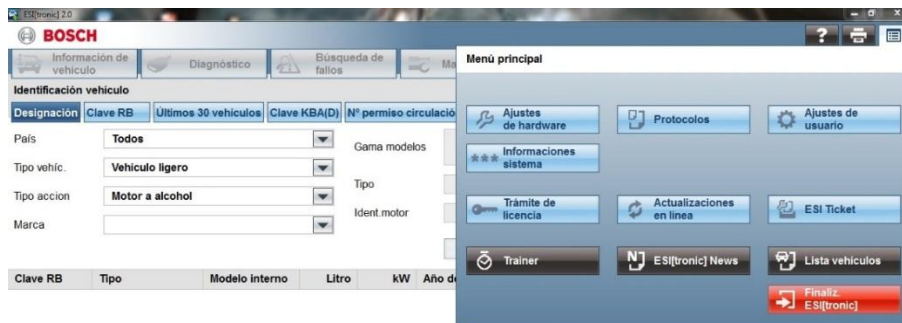 ESI[tronic] 2.0
BOSCH
?
Información de
vehículo
Diagnóstico
Búsqueda de
fallos
Ma
Menú principal
Identificación vehículo
Designación
Clave RB
Últimos 30 vehículos
Clave KBA(D)
Nº permiso circulació
País
Todos
Gama modelos
Tipo vehíc.
Vehículo ligero
Tipo
Tipo accion
Motor a alcohol
Ident.motor
Marca
Ajustes
de hardware
Protocolos
Ajustes de
usuario
Informaciones
sistema
Trámite de
licencia
Actualizaciones
en línea
ESI Ticket
Trainer
ESI[tronic] News
Lista vehículos
Finaliz.
ESI[tronic]
Clave RB
Tipo
Modelo interno
Litro
kW
Año de